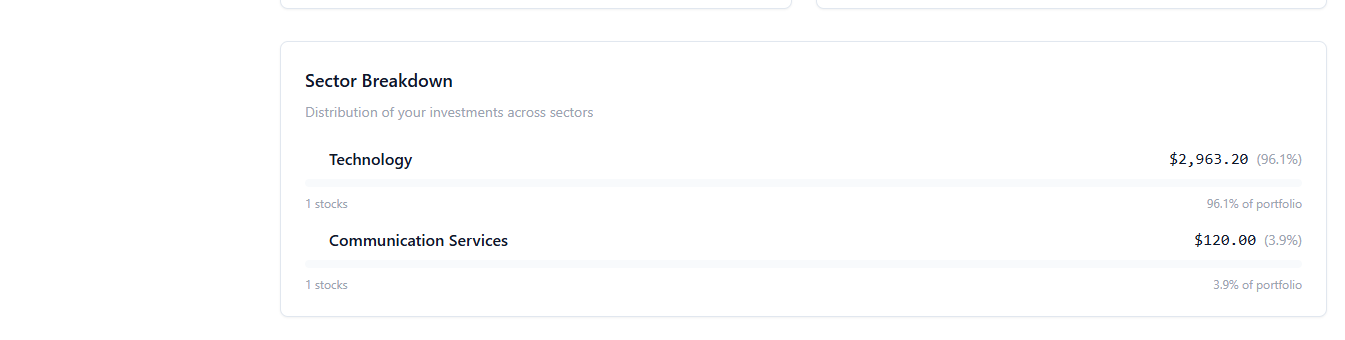 Sector Breakdown
Distribution of your investments across sectors
Technology $2,963.20 (96.1%)
1 stocks 96.1% of portfolio
Communication Services $120.00 (3.9%)
1 stocks 3.9% of portfolio